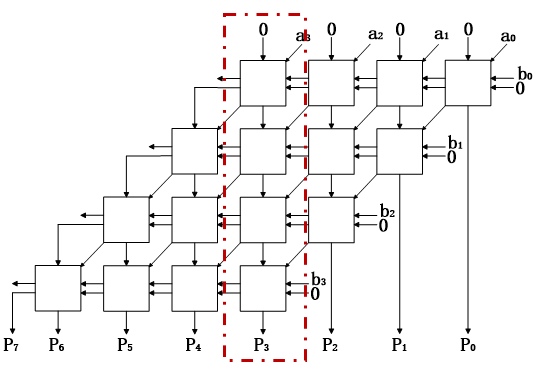 0 a₃ 0 a₂ 0 a₁ 0 a₀
b₀
0
b₁
0
b₂
0
b₃
0
P₇ P₆ P₅ P₄ P₃ P₂ P₁ P₀